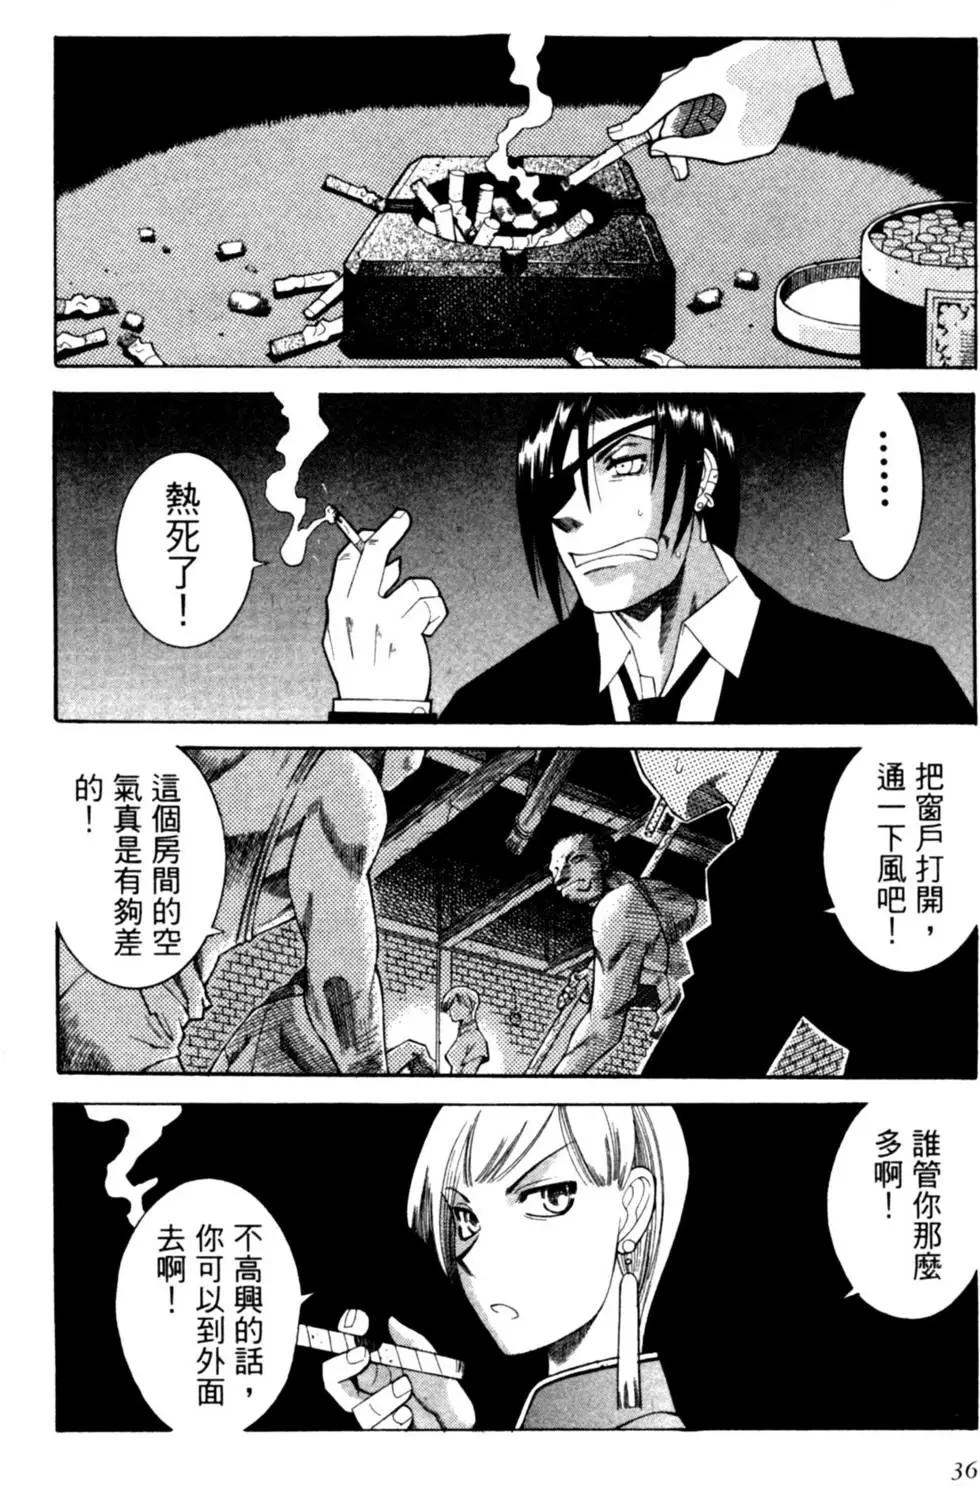 ……
熱死了！
把窗戶打開，
通一下風吧！
這個房間的空
氣真是有夠差
的！
誰管你那麼
多啊！
不高興的話，
你可以到外面
去啊！
36